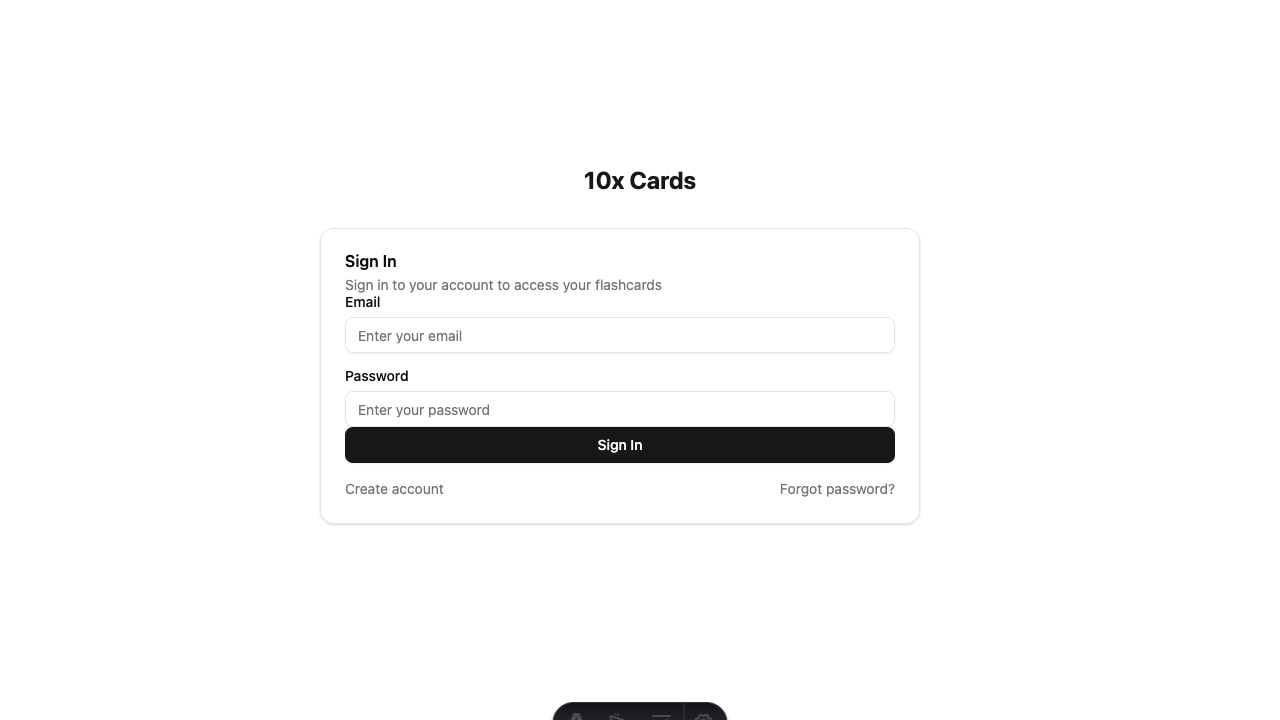 10x Cards
Sign In
Sign in to your account to access your flashcards
Email
Enter your email
Password
Enter your password
Sign In
Create account
Forgot password?